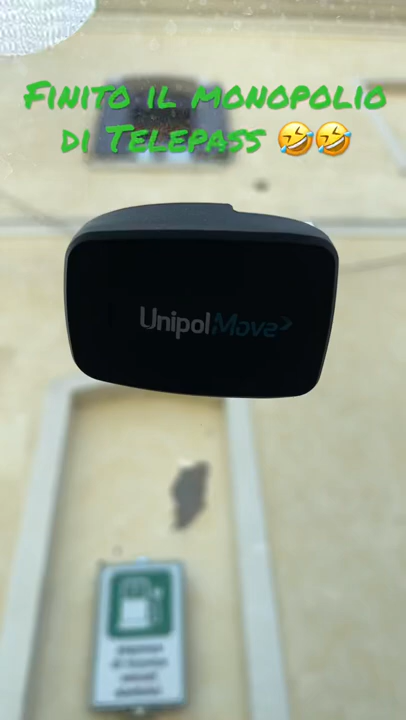 Finito il monopolio
di Telepass 🤣🤣
UnipolMove